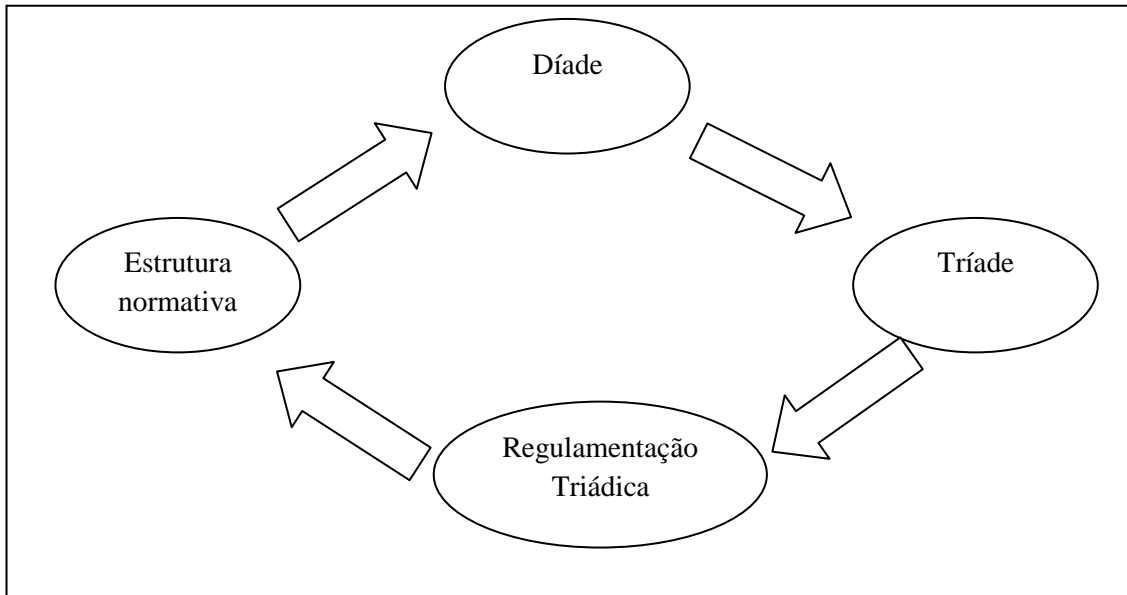 Díade
Estrutura
normativa
Tríade
Regulamentação
Triádica